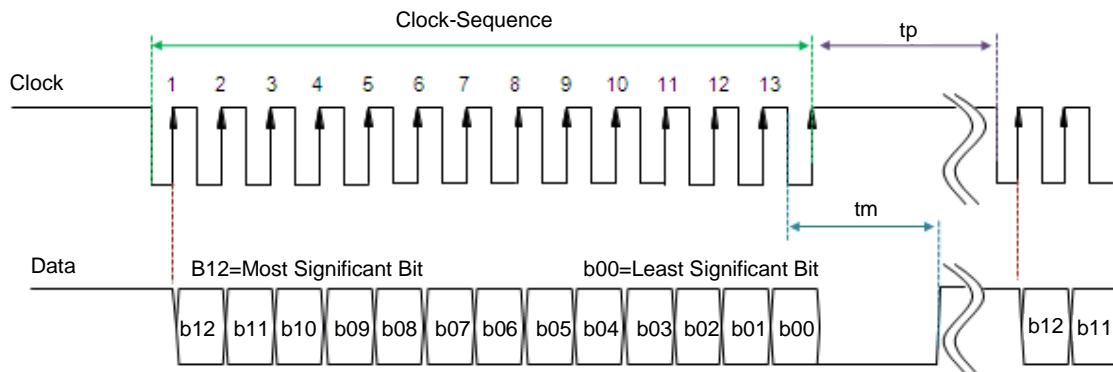 Clock-Sequence
tp
Clock
1 2 3 4 5 6 7 8 9 10 11 12 13
tm
Data
B12=Most Significant Bit b00=Least Significant Bit
b12 b11 b10 b09 b08 b07 b06 b05 b04 b03 b02 b01 b00 b12 b11